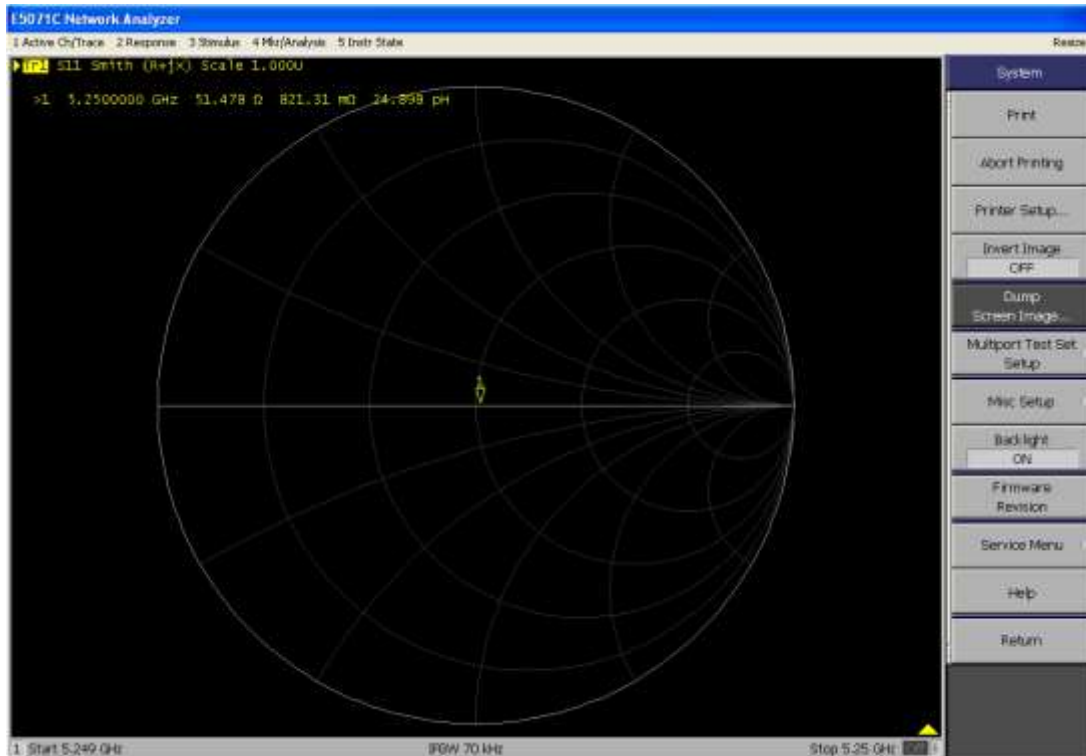 E5071C Network Analyzer
1 Active Ch/Trace 2 Response 3 Stimulus 4 Mkr/Analysis 5 Instr State
Resize
Tr1 S11 Smith (R+jX) Scale 1.000U
>1 5.2500000 GHz 51.478 Ω 821.31 mΩ 24.898 pH
System
Print
Abort Printing
Printer Setup...
Invert Image
OFF
Dump
Screen Image...
Multiport Test Set
Setup
Misc Setup
Backlight
ON
Firmware
Revision
Service Menu
Help
Return
1 Start 5.249 GHz
IFBW 70 kHz
Stop 5.25 GHz